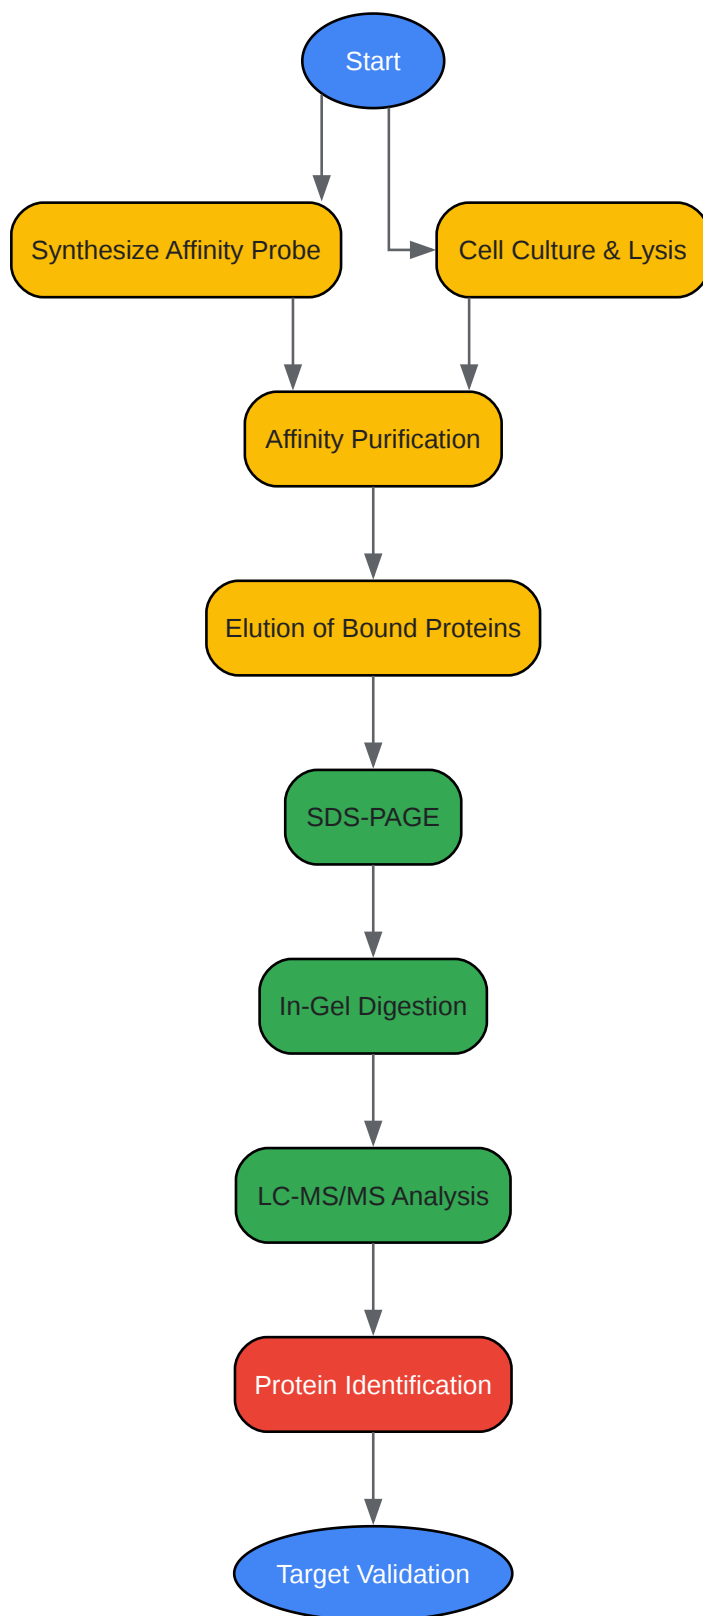 Start
Synthesize Affinity Probe
Cell Culture & Lysis
Affinity Purification
Elution of Bound Proteins
SDS-PAGE
In-Gel Digestion
LC-MS/MS Analysis
Protein Identification
Target Validation